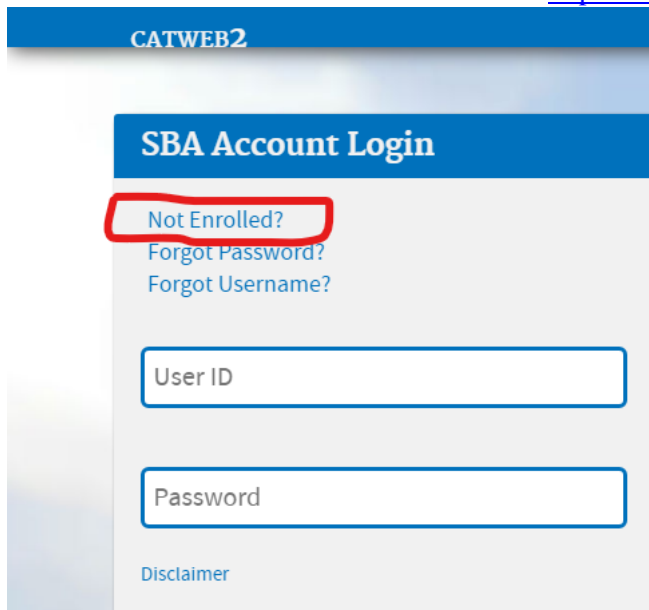 CATWEB2
SBA Account Login
Not Enrolled?
Forgot Password?
Forgot Username?
User ID
Password
Disclaimer